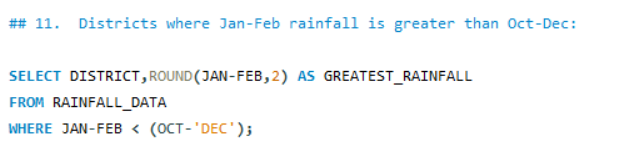 ## 11.  Districts where Jan-Feb rainfall is greater than Oct-Dec:
SELECT DISTRICT,ROUND(JAN-FEB,2) AS GREATEST_RAINFALL
FROM RAINFALL_DATA
WHERE JAN-FEB < (OCT-'DEC');